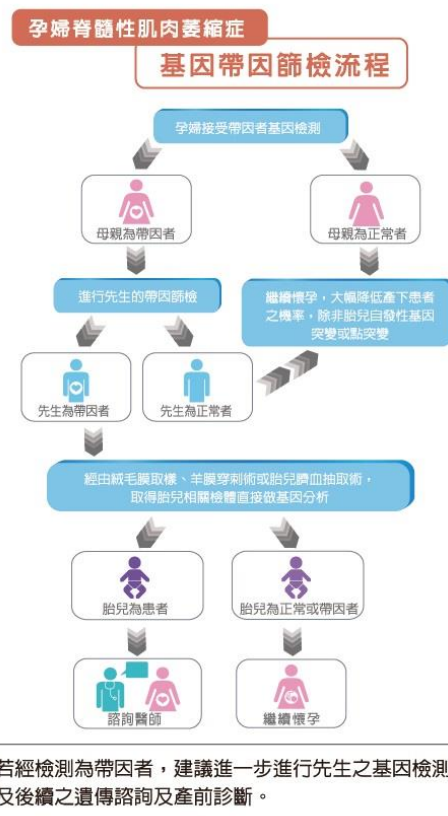 孕婦脊髓性肌肉萎縮症
基因帶因篩檢流程
孕婦接受帶因者基因檢測
母親為帶因者
母親為正常者
進行先生的帶因篩檢
繼續懷孕，大幅降低產下患者
之機率，除非胎兒自發性基因
突變或點突變
先生為帶因者
先生為正常者
經由絨毛膜取樣、羊膜穿刺術或胎兒臍血抽取術，
取得胎兒相關檢體直接做基因分析
胎兒為患者
胎兒為正常或帶因者
諮詢醫師
繼續懷孕
若經檢測為帶因者，建議進一步進行先生之基因檢測
及後續之遺傳諮詢及產前診斷。